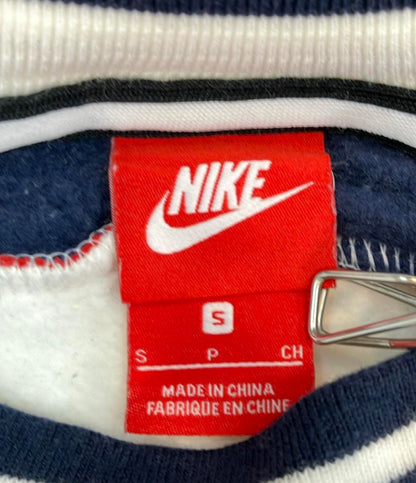 NIKE
S
S P CH
MADE IN CHINA
FABRIQUE EN CHINE